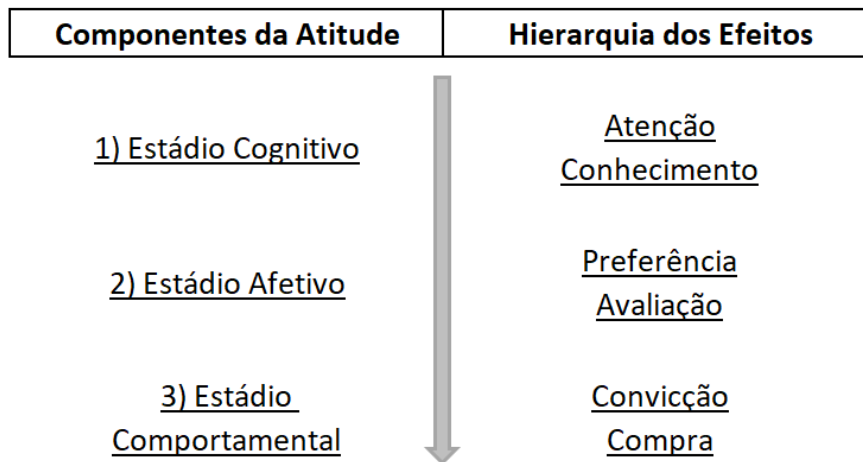 Componentes da Atitude
Hierarquia dos Efeitos
1) Estádio Cognitivo
Atenção
Conhecimento
2) Estádio Afetivo
Preferência
Avaliação
3) Estádio
Comportamental
Convicção
Compra